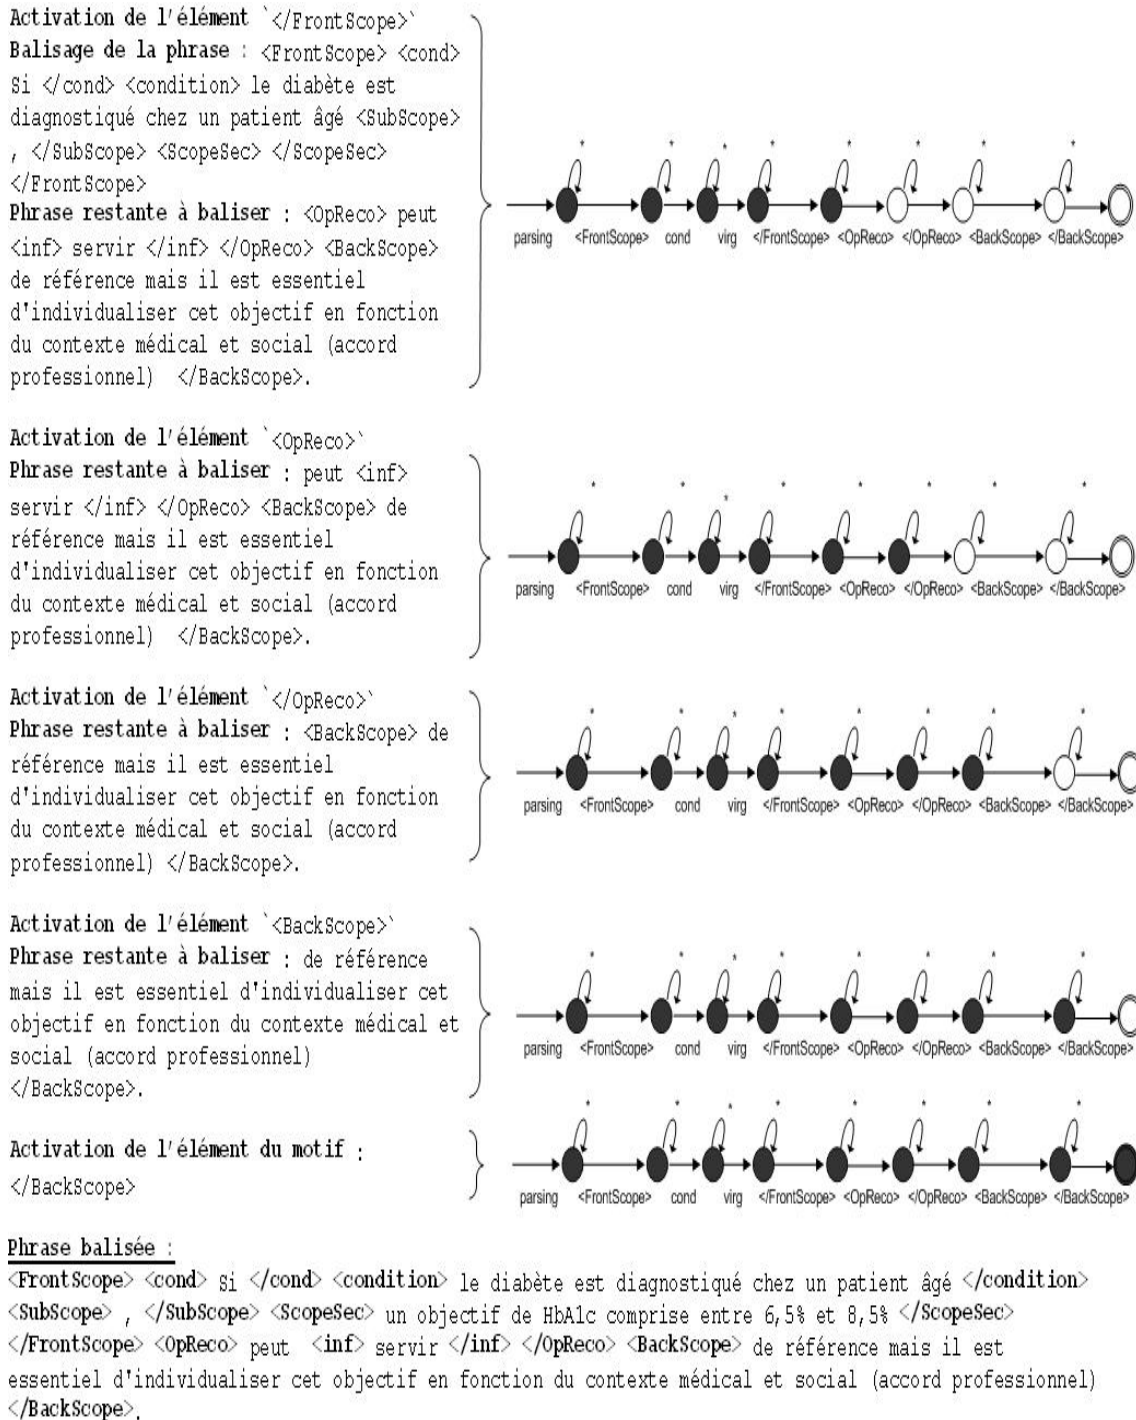 Activation de l'élément `</FrontScope>`
Balisage de la phrase : <FrontScope> <cond>
Si </cond> <condition> le diabète est
diagnostiqué chez un patient âgé <SubScope>
, </SubScope> <ScopeSec> </ScopeSec>
</FrontScope>
Phrase restante à baliser : <OpReco> peut
<inf> servir </inf> </OpReco> <BackScope>
de référence mais il est essentiel
d'individualiser cet objectif en fonction
du contexte médical et social (accord
professionnel) </BackScope>.
* * * * * * * *
parsing <FrontScope> cond virg </FrontScope> <OpReco> </OpReco> <BackScope> </BackScope>
Activation de l'élément `<OpReco>`
Phrase restante à baliser : peut <inf>
servir </inf> </OpReco> <BackScope> de
référence mais il est essentiel
d'individualiser cet objectif en fonction
du contexte médical et social (accord
professionnel) </BackScope>.
* * * * * * * *
parsing <FrontScope> cond virg </FrontScope> <OpReco> </OpReco> <BackScope> </BackScope>
Activation de l'élément `</OpReco>`
Phrase restante à baliser : <BackScope> de
référence mais il est essentiel
d'individualiser cet objectif en fonction
du contexte médical et social (accord
professionnel) </BackScope>.
* * * * * * * *
parsing <FrontScope> cond virg </FrontScope> <OpReco> </OpReco> <BackScope> </BackScope>
Activation de l'élément `<BackScope>`
Phrase restante à baliser : de référence
mais il est essentiel d'individualiser cet
objectif en fonction du contexte médical et
social (accord professionnel)
</BackScope>.
* * * * * * * *
parsing <FrontScope> cond virg </FrontScope> <OpReco> </OpReco> <BackScope> </BackScope>
Activation de l'élément du motif :
</BackScope>
* * * * * * * *
parsing <FrontScope> cond virg </FrontScope> <OpReco> </OpReco> <BackScope> </BackScope>
Phrase balisée :
<FrontScope> <cond> Si </cond> <condition> le diabète est diagnostiqué chez un patient âgé </condition>
<SubScope> , </SubScope> <ScopeSec> un objectif de HbA1c comprise entre 6,5% et 8,5% </ScopeSec>
</FrontScope> <OpReco> peut <inf> servir </inf> </OpReco> <BackScope> de référence mais il est
essentiel d'individualiser cet objectif en fonction du contexte médical et social (accord professionnel)
</BackScope>.